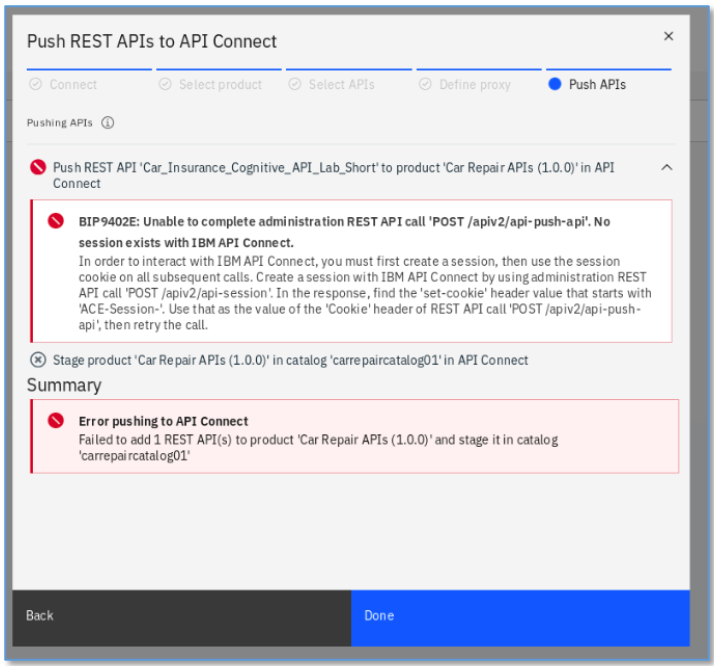 Push REST APIs to API Connect
Connect
Select product
Select APIs
Define proxy
Push APIs
Pushing APIs
Push REST API 'Car_Insurance_Cognitive_API_Lab_Short' to product 'Car Repair APIs (1.0.0)' in API
Connect
BIP9402E: Unable to complete administration REST API call 'POST /apiv2/api-push-api'. No
session exists with IBM API Connect.
In order to interact with IBM API Connect, you must first create a session, then use the session
cookie on all subsequent calls. Create a session with IBM API Connect by using administration REST
API call 'POST /apiv2/api-session'. In the response, find the 'set-cookie' header value that starts with
'ACE-Session-'. Use that as the value of the 'Cookie' header of REST API call 'POST /apiv2/api-push-
api', then retry the call.
Stage product 'Car Repair APIs (1.0.0)' in catalog 'carrepaircatalog01' in API Connect
Summary
Error pushing to API Connect
Failed to add 1 REST API(s) to product 'Car Repair APIs (1.0.0)' and stage it in catalog
'carrepaircatalog01'
Back
Done